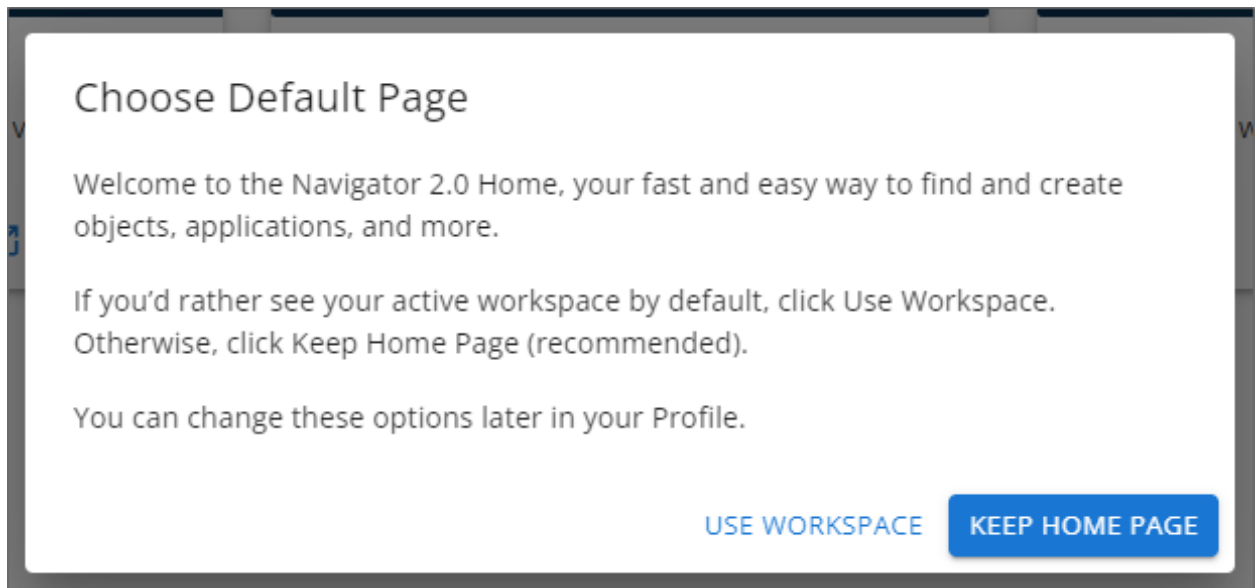 Choose Default Page
Welcome to the Navigator 2.0 Home, your fast and easy way to find and create
objects, applications, and more.
If you’d rather see your active workspace by default, click Use Workspace.
Otherwise, click Keep Home Page (recommended).
You can change these options later in your Profile.
USE WORKSPACE
KEEP HOME PAGE